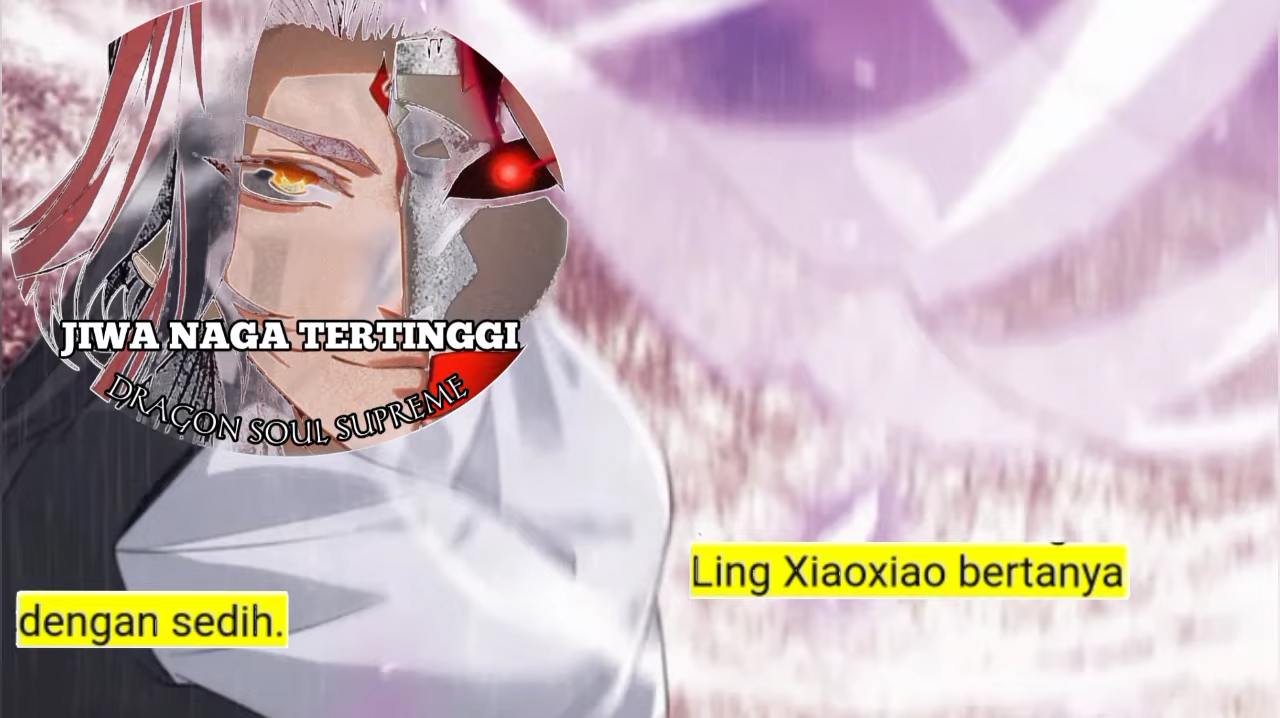 JIWA NAGA TERTINGGI
DRAGON SOUL SUPREME
Ling Xiaoxiao bertanya
dengan sedih.